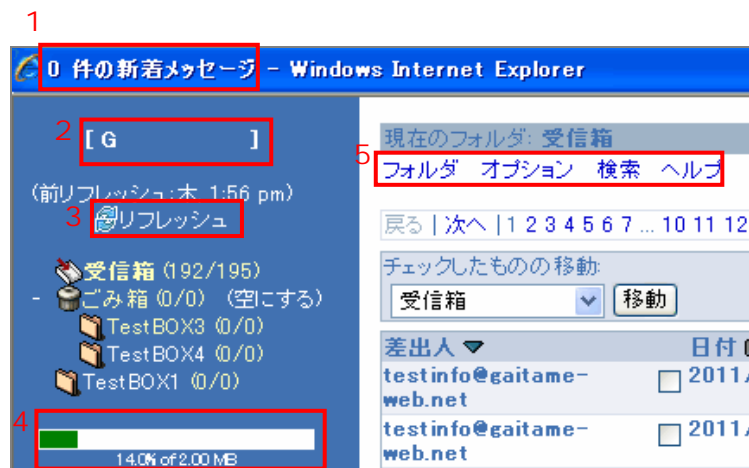 1
0 件の新着メッセージ - Windows Internet Explorer
2
[ G ]
(前リフレッシュ:木 1:56 pm)
3
リフレッシュ
受信箱 (192/195)
- ごみ箱 (0/0) (空にする)
TestBOX3 (0/0)
TestBOX4 (0/0)
TestBOX1 (0/0)
4
14.0% of 2.00 MB
現在のフォルダ: 受信箱
5
フォルダ オプション 検索 ヘルプ
戻る | 次へ | 1 2 3 4 5 6 7 ... 10 11 12
チェックしたものの移動:
受信箱 移動
差出人 日付
testinfo@gaitame-
web.net
2011/
testinfo@gaitame-
web.net
2011/